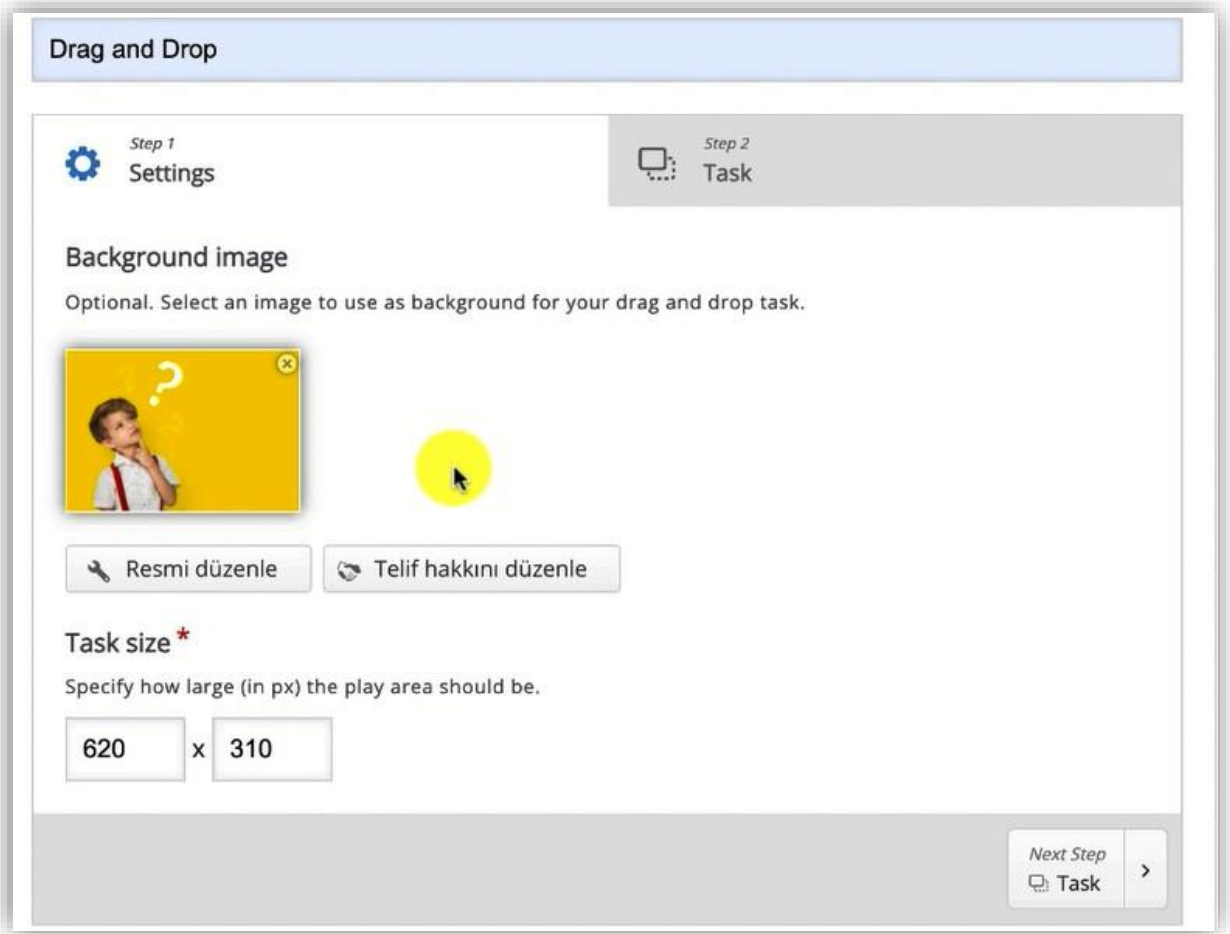 Drag and Drop
Step 1
Settings
Step 2
Task
Background image
Optional. Select an image to use as background for your drag and drop task.
?
Resmi düzenle
Telif hakkını düzenle
Task size *
Specify how large (in px) the play area should be.
620 x 310
Next Step
Task